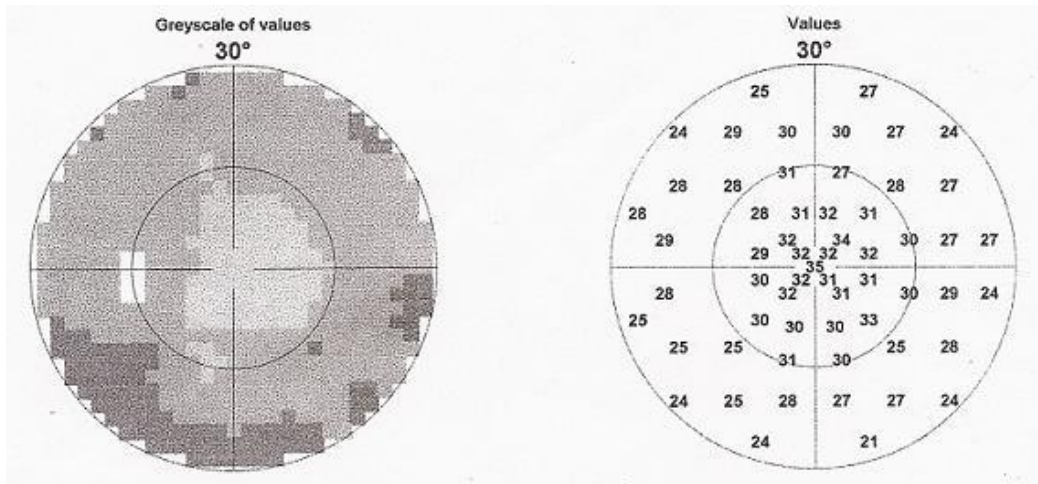 Greyscale of values
30°
Values
30°
25 27
24 29 30 30 27 24
31 27
28 28 28 27
28 28 31 32 31
29 32 34 30 27 27
29 32 32 32
35
30 32 31 31
28 32 31 30 29 24
25 30 30 30 33
25 25 25 28
31 30
24 25 28 27 27 24
24 21